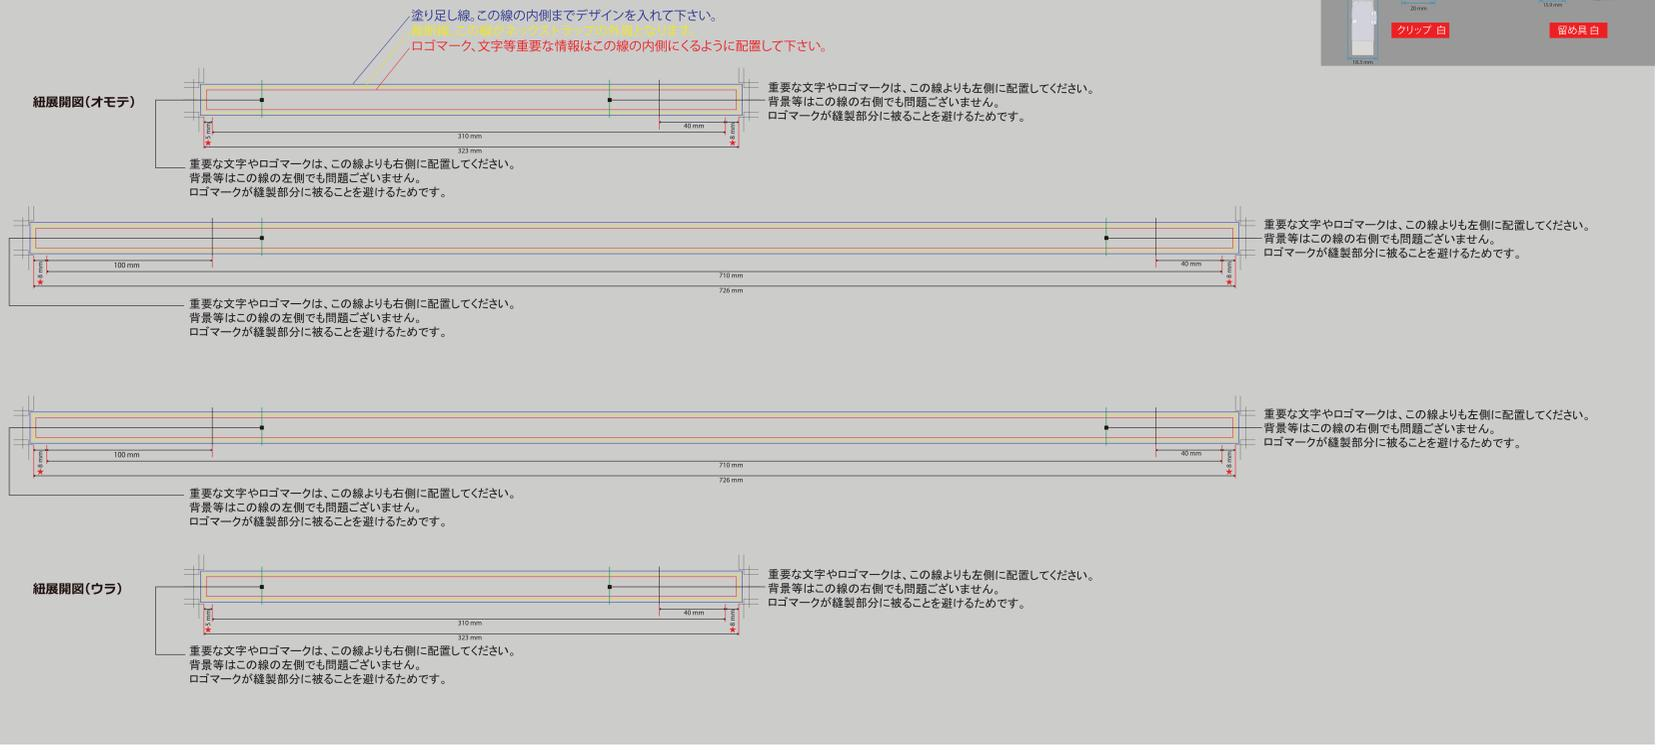 塗り足し線。この線の内側までデザインを入れて下さい。
ロゴマーク、文字等重要な情報はこの線の内側にくるように配置して下さい。
20 mm
15.9 mm
クリップ 白
留め具 白
18.5 mm
紐展開図(オモテ)
重要な文字やロゴマークは、この線よりも左側に配置してください。
背景等はこの線の右側でも問題ございません。
ロゴマークが縫製部分に被ることを避けるためです。
★5 mm
40 mm
★8 mm
310 mm
323 mm
重要な文字やロゴマークは、この線よりも右側に配置してください。
背景等はこの線の左側でも問題ございません。
ロゴマークが縫製部分に被ることを避けるためです。
重要な文字やロゴマークは、この線よりも左側に配置してください。
背景等はこの線の右側でも問題ございません。
ロゴマークが縫製部分に被ることを避けるためです。
★8 mm
100 mm
40 mm
★8 mm
710 mm
726 mm
重要な文字やロゴマークは、この線よりも右側に配置してください。
背景等はこの線の左側でも問題ございません。
ロゴマークが縫製部分に被ることを避けるためです。
重要な文字やロゴマークは、この線よりも左側に配置してください。
背景等はこの線の右側でも問題ございません。
ロゴマークが縫製部分に被ることを避けるためです。
★8 mm
100 mm
40 mm
★8 mm
710 mm
726 mm
重要な文字やロゴマークは、この線よりも右側に配置してください。
背景等はこの線の左側でも問題ございません。
ロゴマークが縫製部分に被ることを避けるためです。
紐展開図(ウラ)
重要な文字やロゴマークは、この線よりも左側に配置してください。
背景等はこの線の右側でも問題ございません。
ロゴマークが縫製部分に被ることを避けるためです。
★5 mm
40 mm
★8 mm
310 mm
323 mm
重要な文字やロゴマークは、この線よりも右側に配置してください。
背景等はこの線の左側でも問題ございません。
ロゴマークが縫製部分に被ることを避けるためです。